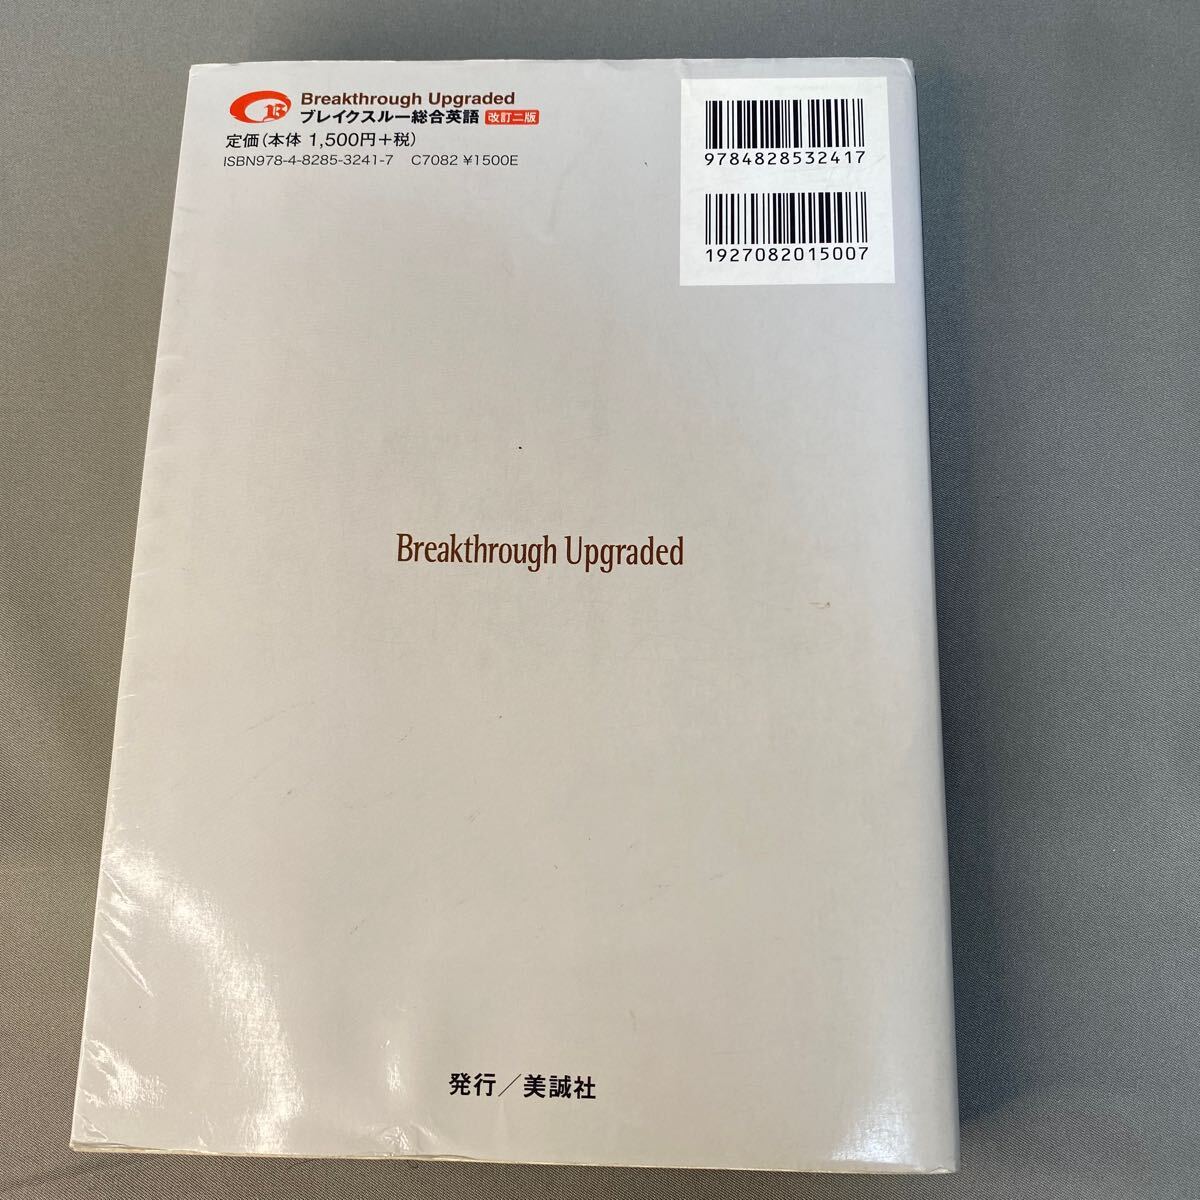 Breakthrough Upgraded
ブレイクスルー総合英語 改訂二版
定価(本体 1,500円+税)
ISBN978-4-8285-3241-7 C7082 ¥1500E
9784828532417
1927082015007
Breakthrough Upgraded
発行/美誠社